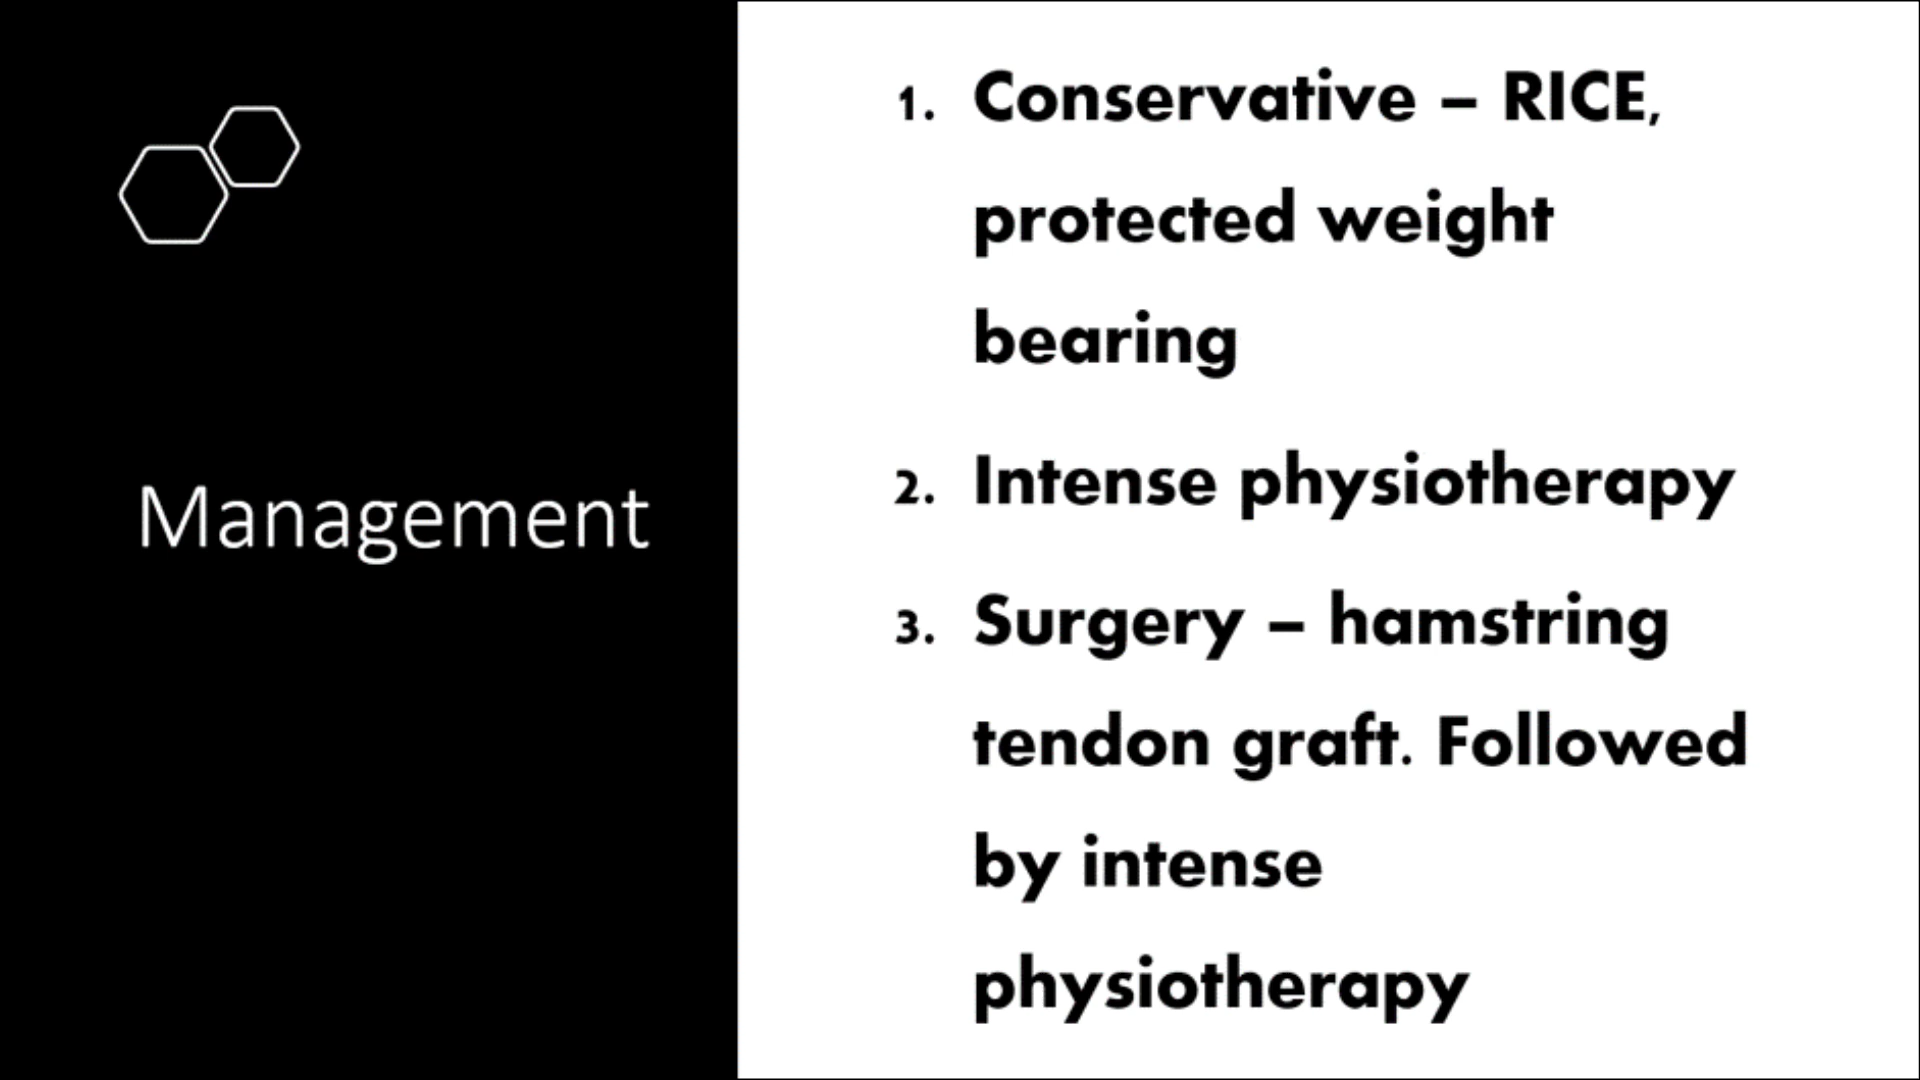 Management
1. Conservative – RICE,
protected weight
bearing
2. Intense physiotherapy
3. Surgery – hamstring
tendon graft. Followed
by intense
physiotherapy